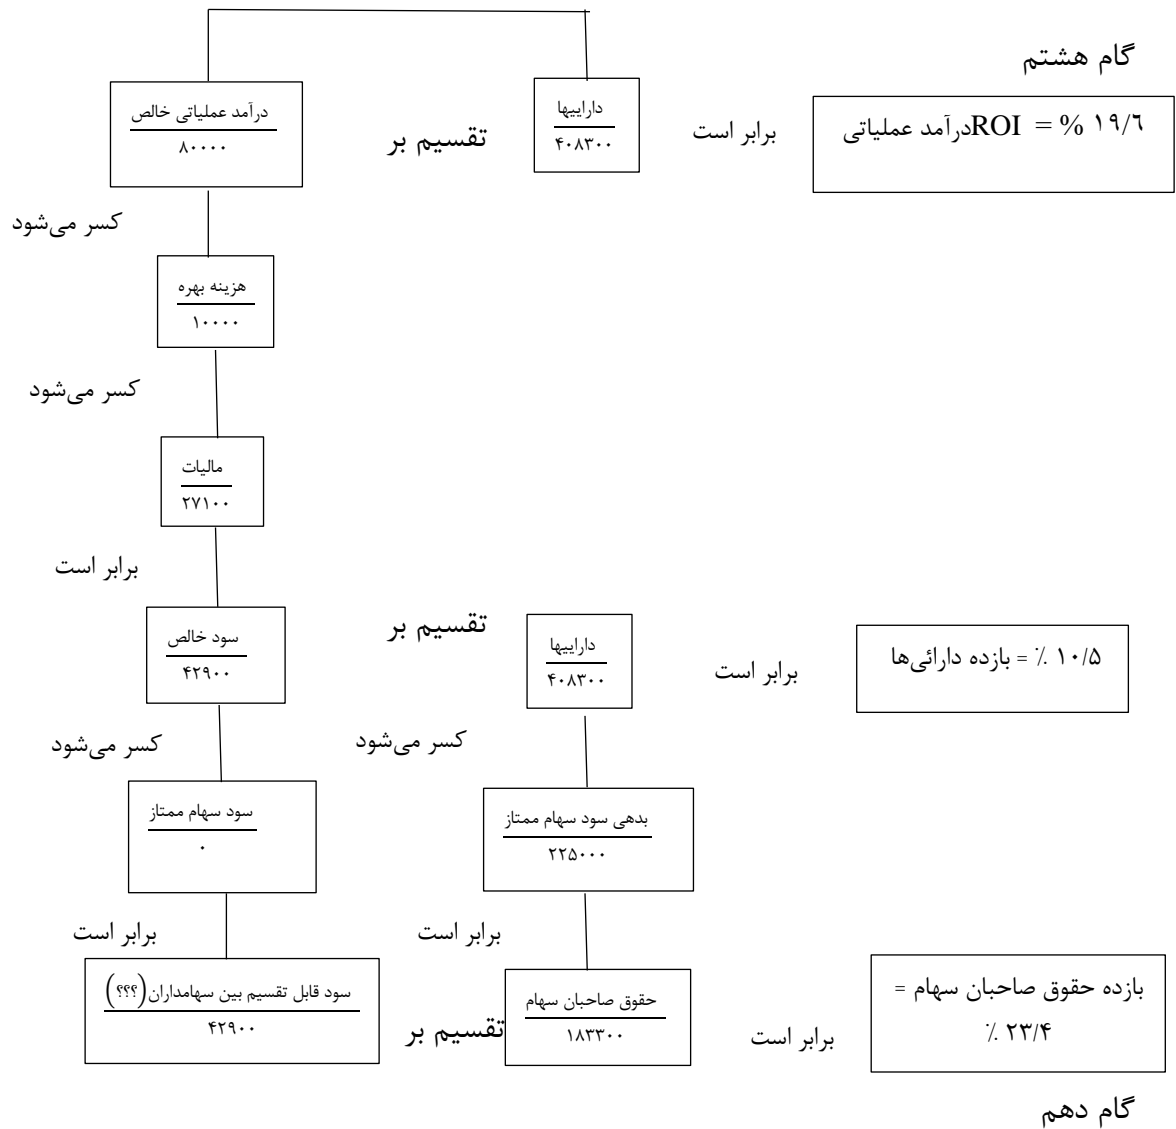 گام هشتم
درآمد عملیاتی خالص
۸۰۰۰۰
تقسیم بر
داراییها
۴۰۸۳۰۰
برابر است
درآمد عملیاتی ROI = % ۱۹/۶
کسر می‌شود
هزینه بهره
۱۰۰۰۰
کسر می‌شود
مالیات
۲۷۱۰۰
برابر است
سود خالص
۴۲۹۰۰
تقسیم بر
داراییها
۴۰۸۳۰۰
برابر است
۱۰/۵ ٪ = بازده دارائی‌ها
کسر می‌شود
کسر می‌شود
سود سهام ممتاز
۰
بدهی سود سهام ممتاز
۲۲۵۰۰۰
برابر است
برابر است
سود قابل تقسیم بین سهامداران(؟؟؟)
۴۲۹۰۰
تقسیم بر
حقوق صاحبان سهام
۱۸۳۳۰۰
برابر است
بازده حقوق صاحبان سهام =
۲۳/۴ ٪
گام دهم